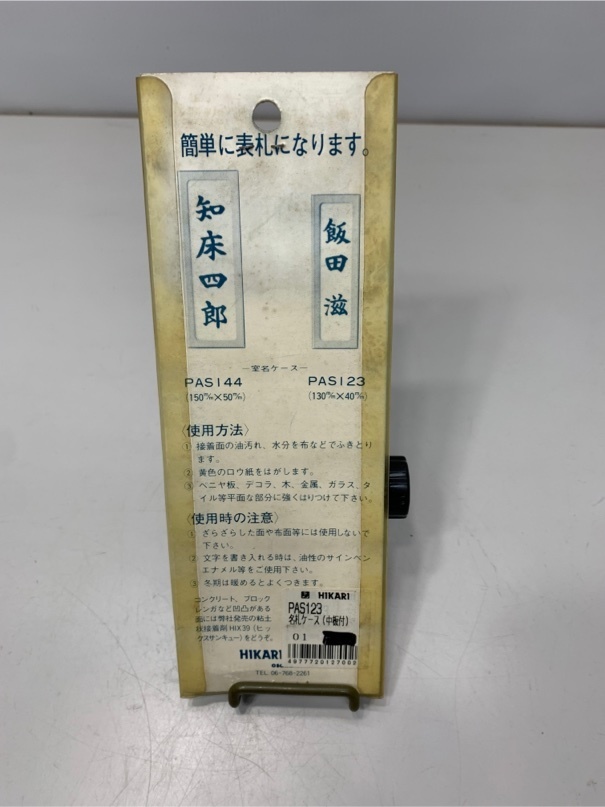 簡単に表札になります。
知床四郎
飯田滋
―室名ケース―
PAS144
PAS123
(150㎜×50㎜)
(130㎜×40㎜)
〈使用方法〉
① 接着面の油汚れ、水分を布などでふきとり
ます。
② 黄色のロウ紙をはがします。
③ ベニヤ板、デコラ、木、金属、ガラス、タ
イル等平面な部分に強くはりつけて下さい。
〈使用時の注意〉
① ざらざらした面や布面等には使用しないで
下さい。
② 文字を書き入れる時は、油性のサインペン
エナメル等をご使用下さい。
③ 冬期は暖めるとよくつきます。
コンクリート、ブロック
レンガなど凹凸がある
面には弊社発売の粘土
状接着剤HIX39(ヒッ
クスサンキュー)をどうぞ。
HIKARI
TEL 06-768-2281
HIKARI
PAS123
名札ケース(中板付)
01
4977720127002